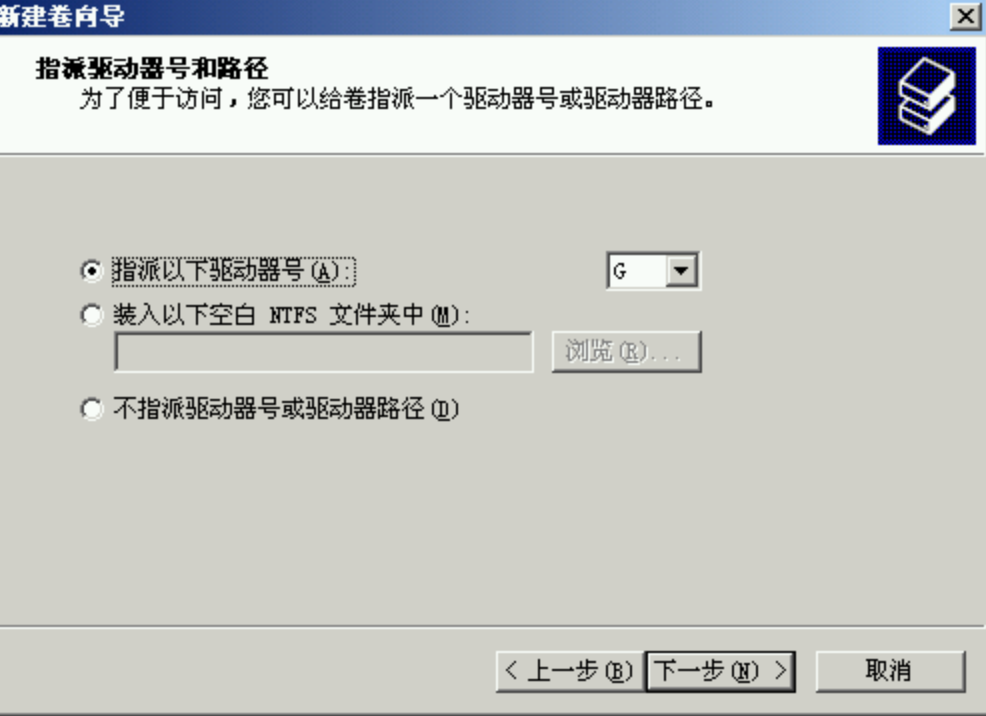 新建卷向导
指派驱动器号和路径
为了便于访问，您可以给卷指派一个驱动器号或驱动器路径。
指派以下驱动器号(A): G
装入以下空白 NTFS 文件夹中(M):
浏览(R)...
不指派驱动器号或驱动器路径(D)
< 上一步(B) 下一步(N) > 取消